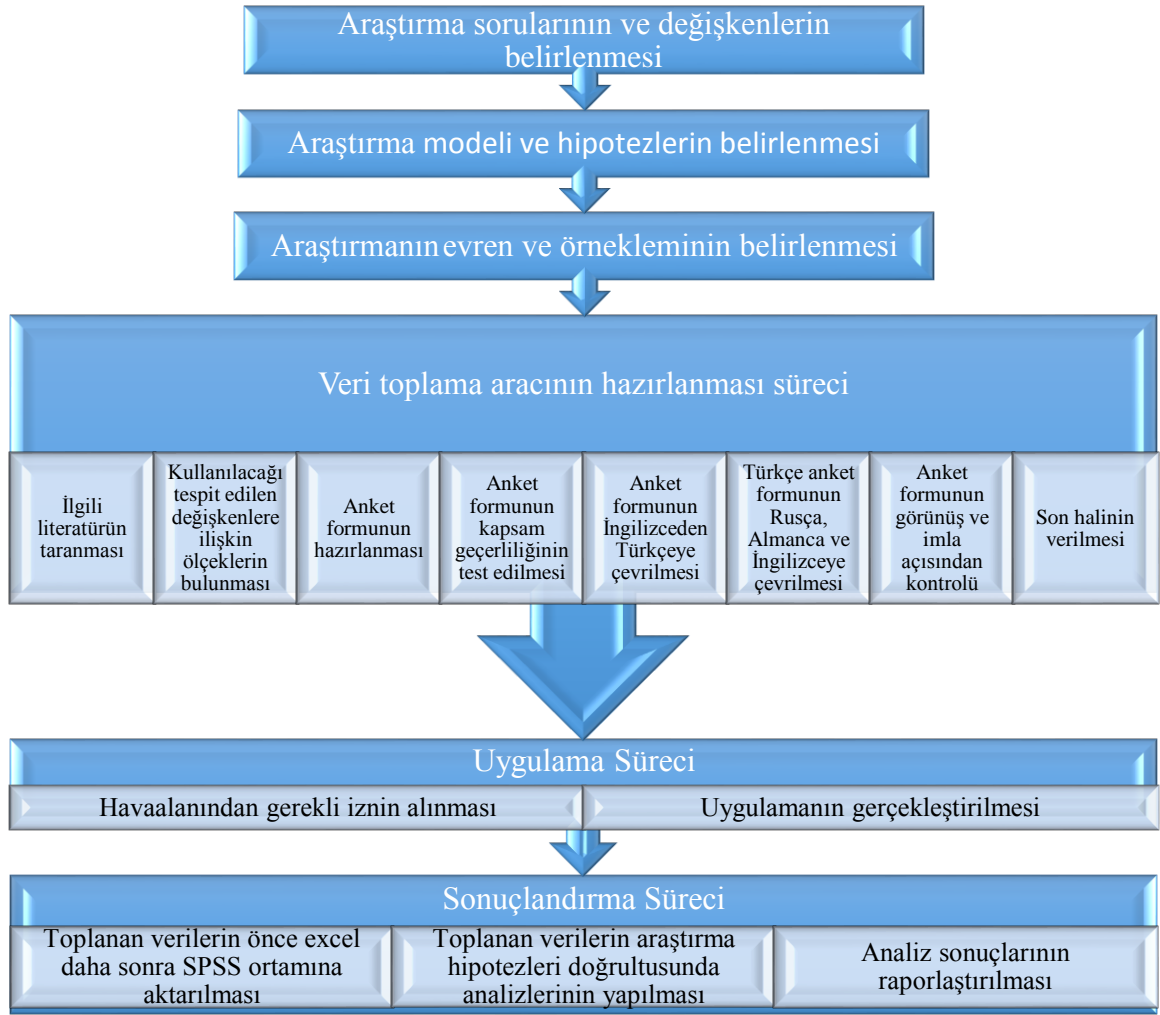 Araştırma sorularının ve değişkenlerin
belirlenmesi
Araştırma modeli ve hipotezlerin belirlenmesi
Araştırmanın evren ve örnekleminin belirlenmesi
Veri toplama aracının hazırlanması süreci
İlgili
literatürün
taranması
Kullanılacağı
tespit edilen
değişkenlere
ilişkin
ölçeklerin
bulunması
Anket
formunun
hazırlanması
Anket
formunun
kapsam
geçerliliğinin
test edilmesi
Anket
formunun
İngilizceden
Türkçeye
çevrilmesi
Türkçe anket
formunun
Rusça,
Almanca ve
İngilizceye
çevrilmesi
Anket
formunun
görünüş ve
imla
açısından
kontrolü
Son halinin
verilmesi
Uygulama Süreci
Havaalanından gerekli iznin alınması
Uygulamanın gerçekleştirilmesi
Sonuçlandırma Süreci
Toplanan verilerin önce excel
daha sonra SPSS ortamına
aktarılması
Toplanan verilerin araştırma
hipotezleri doğrultusunda
analizlerinin yapılması
Analiz sonuçlarının
raporlaştırılması